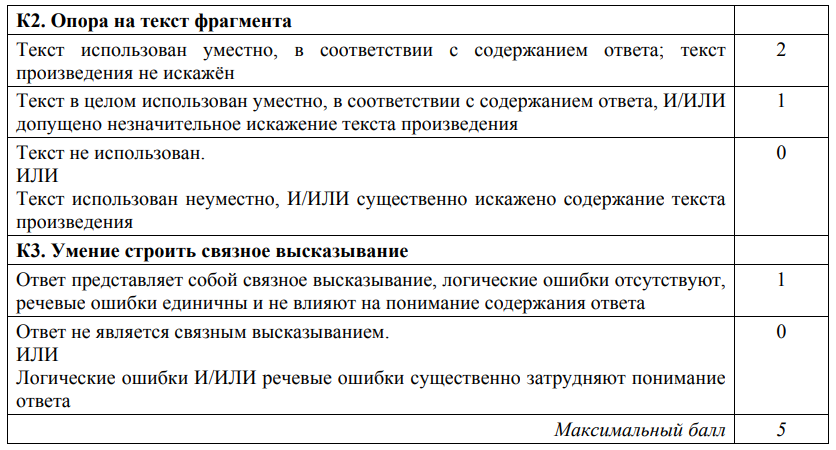 К2. Опора на текст фрагмента
Текст использован уместно, в соответствии с содержанием ответа; текст 2
произведения не искажён
Текст в целом использован уместно, в соответствии с содержанием ответа, И/ИЛИ 1
допущено незначительное искажение текста произведения
Текст не использован. 0
ИЛИ
Текст использован неуместно, И/ИЛИ существенно искажено содержание текста
произведения
К3. Умение строить связное высказывание
Ответ представляет собой связное высказывание, логические ошибки отсутствуют, 1
речевые ошибки единичны и не влияют на понимание содержания ответа
Ответ не является связным высказыванием. 0
ИЛИ
Логические ошибки И/ИЛИ речевые ошибки существенно затрудняют понимание
ответа
Максимальный балл 5